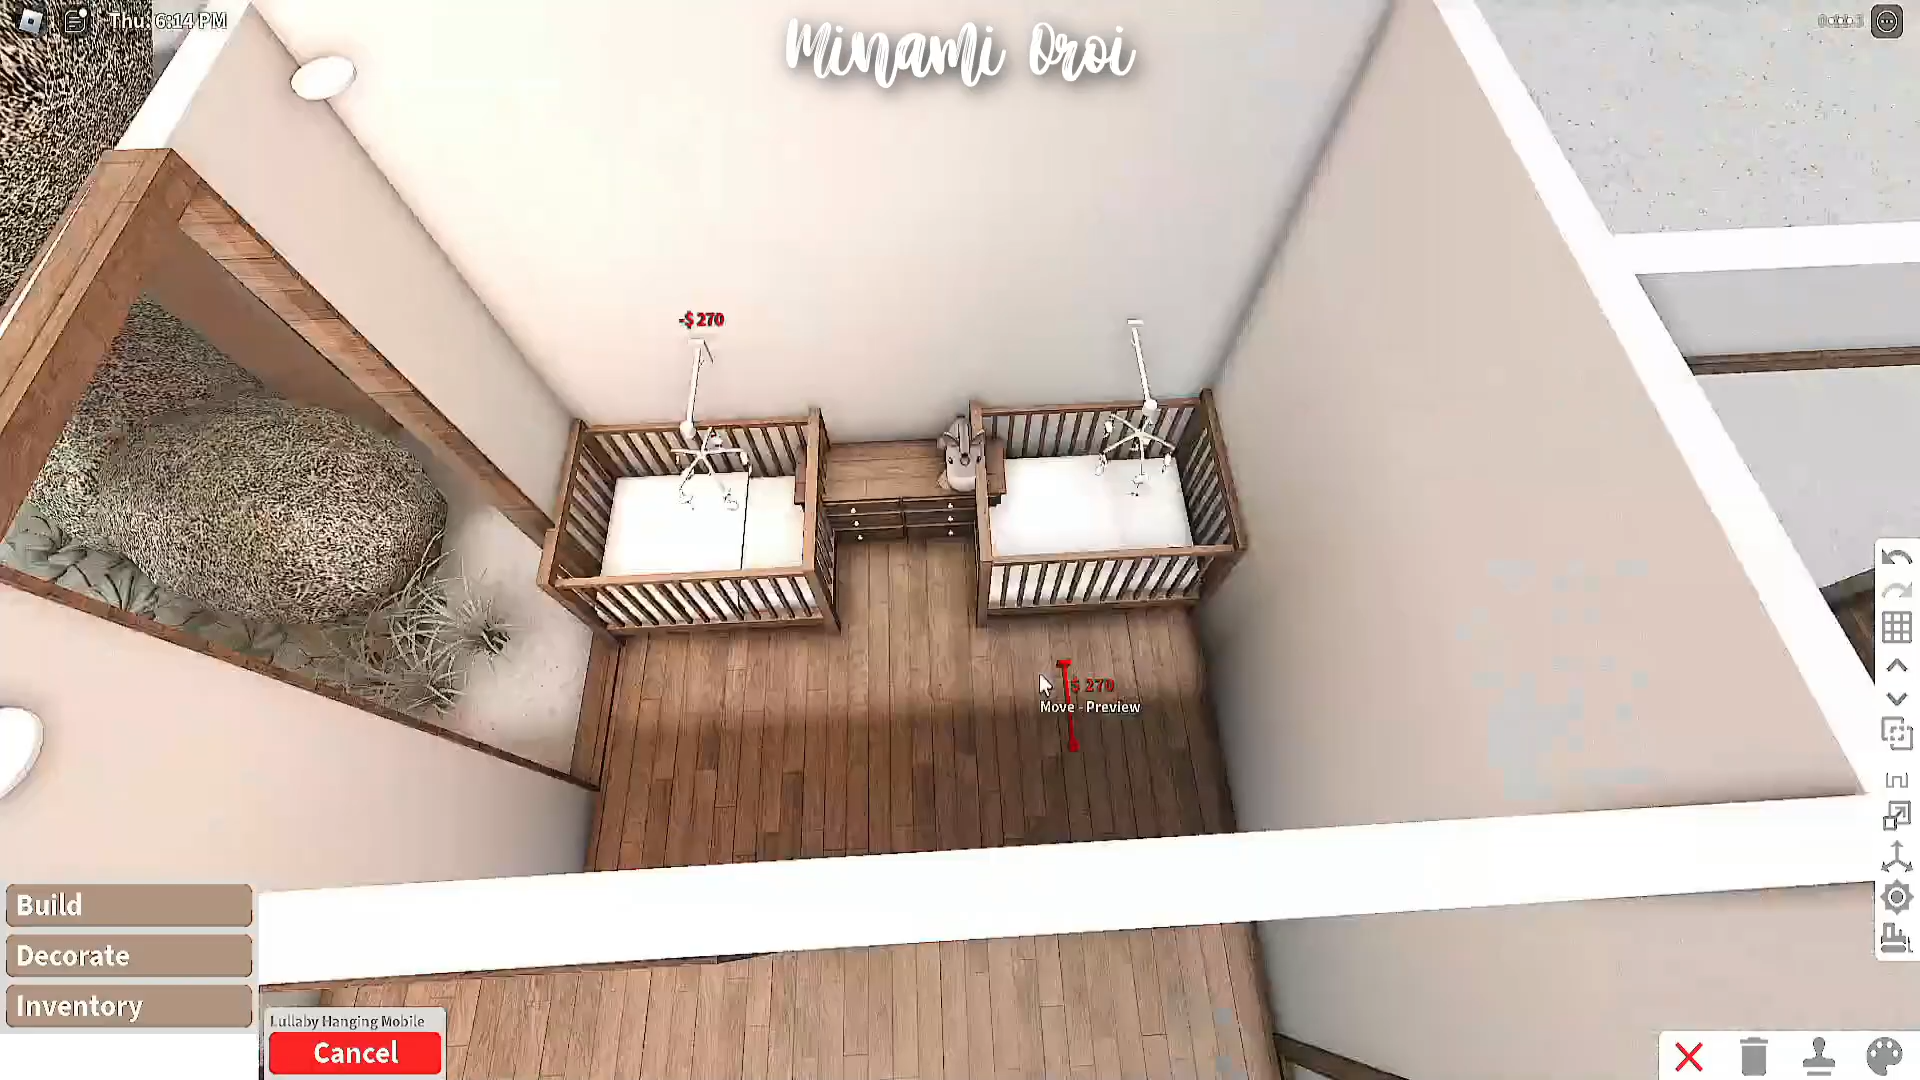 Thu. 6:14 PM
Minami Oroi
-$ 270
$ 270
Move - Preview
Build
Decorate
Inventory
Lullaby Hanging Mobile
Cancel